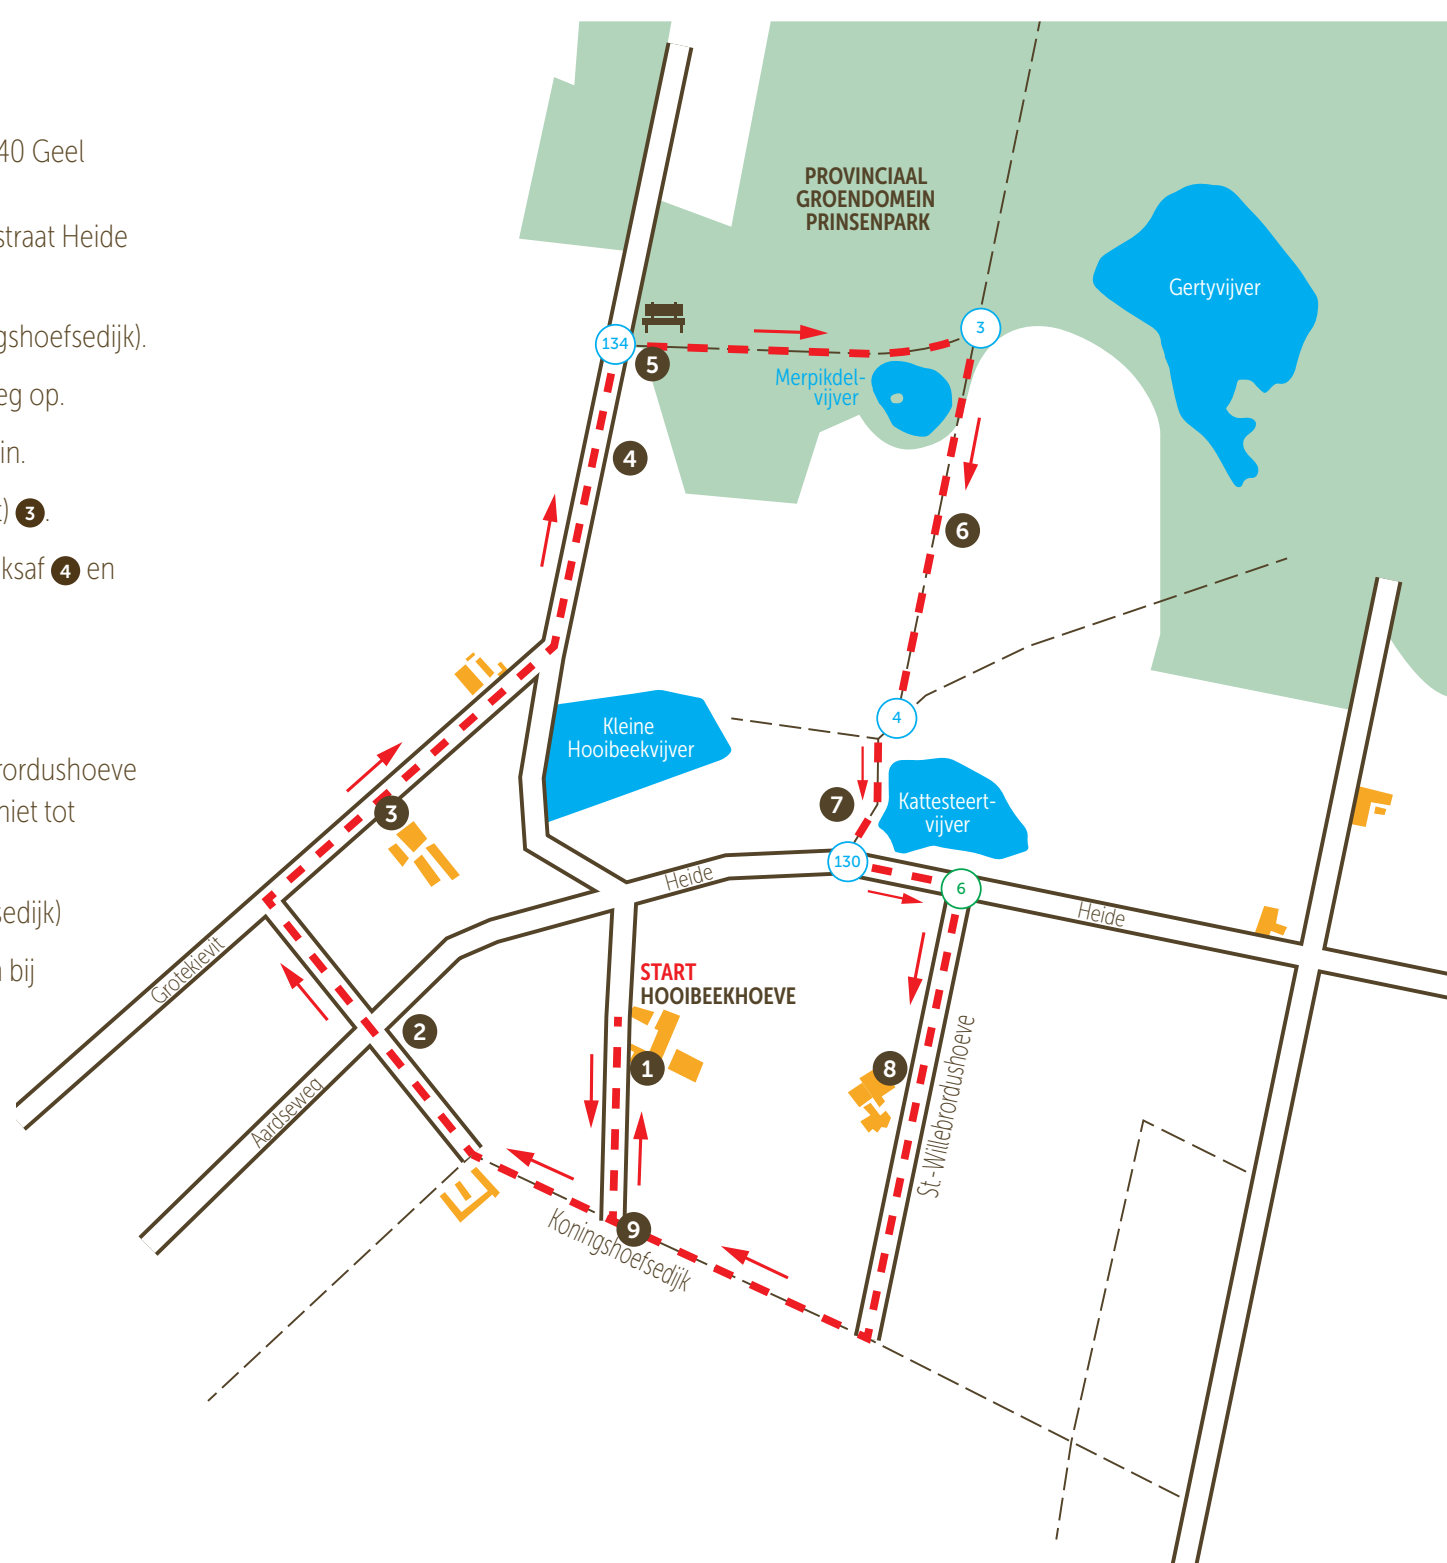 40 Geel
straat Heide
gshoefsedijk).
eg op.
in.
t) 3.
ksaf 4 en
rordushoeve
niet tot
sedijk)
n bij
PROVINCIAAL
GROENDOMEIN
PRINSENPARK
Gertyvijver
3
134
5
Merpikdel-
vijver
4
6
Kleine
Hooibeekvijver
4
7
Kattesteert-
vijver
3
130
6
Heide
Heide
Grotekievit
START
HOOIBEEKHOEVE
2
1
8
Aardseweg
St.-Willebrordushoeve
9
Koningshoefsedijk